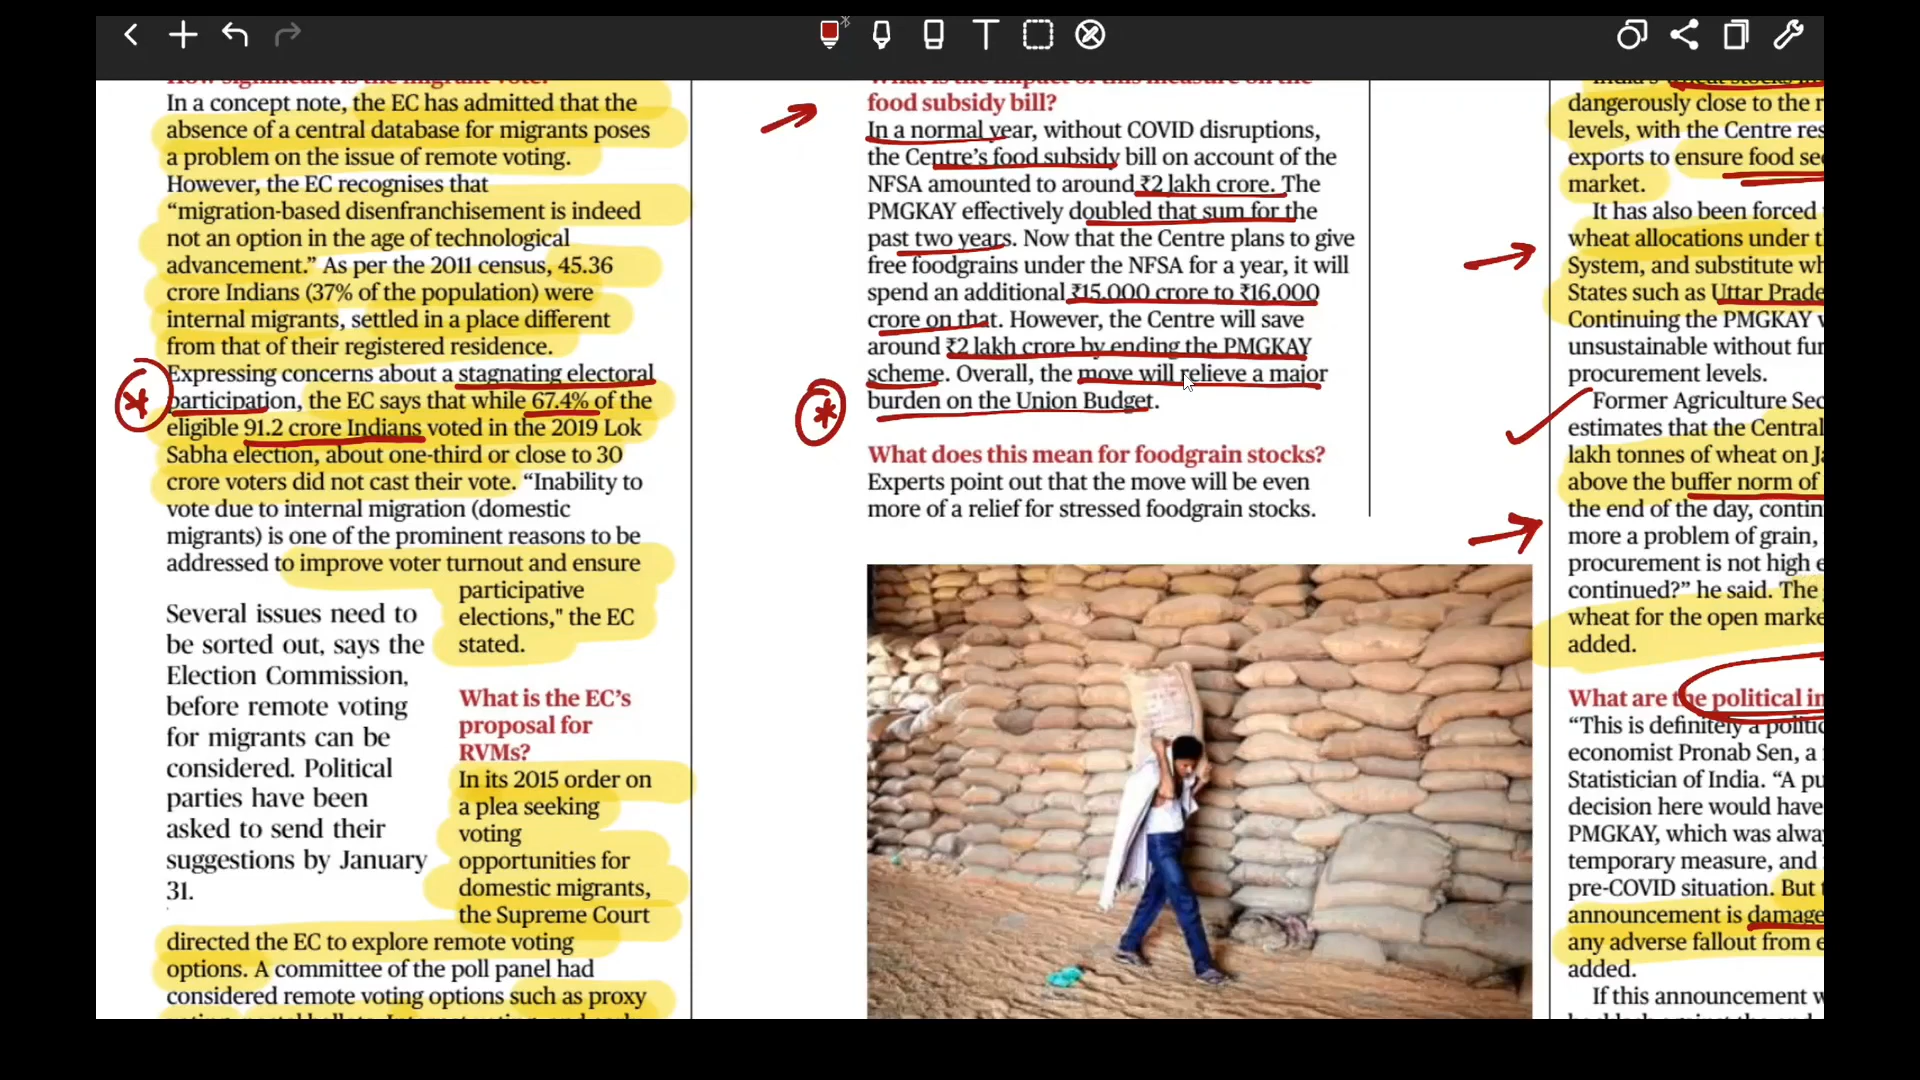 In a concept note, the EC has admitted that the
absence of a central database for migrants poses
a problem on the issue of remote voting.
However, the EC recognises that
“migration-based disenfranchisement is indeed
not an option in the age of technological
advancement.” As per the 2011 census, 45.36
crore Indians (37% of the population) were
internal migrants, settled in a place different
from that of their registered residence.
Expressing concerns about a stagnating electoral
participation, the EC says that while 67.4% of the
eligible 91.2 crore Indians voted in the 2019 Lok
Sabha election, about one-third or close to 30
crore voters did not cast their vote. “Inability to
vote due to internal migration (domestic
migrants) is one of the prominent reasons to be
addressed to improve voter turnout and ensure
participative
elections," the EC
stated.
Several issues need to
be sorted out, says the
Election Commission,
before remote voting
for migrants can be
considered. Political
parties have been
asked to send their
suggestions by January
31.
What is the EC’s
proposal for
RVMs?
In its 2015 order on
a plea seeking
voting
opportunities for
domestic migrants,
the Supreme Court
directed the EC to explore remote voting
options. A committee of the poll panel had
considered remote voting options such as proxy
What is the impact of this measure on the
food subsidy bill?
In a normal year, without COVID disruptions,
the Centre’s food subsidy bill on account of the
NFSA amounted to around ₹2 lakh crore. The
PMGKAY effectively doubled that sum for the
past two years. Now that the Centre plans to give
free foodgrains under the NFSA for a year, it will
spend an additional ₹15,000 crore to ₹16,000
crore on that. However, the Centre will save
around ₹2 lakh crore by ending the PMGKAY
scheme. Overall, the move will relieve a major
burden on the Union Budget.
What does this mean for foodgrain stocks?
Experts point out that the move will be even
more of a relief for stressed foodgrain stocks.
dangerously close to the r
levels, with the Centre res
exports to ensure food se
market.
It has also been forced
wheat allocations under t
System, and substitute wh
States such as Uttar Prade
Continuing the PMGKAY
unsustainable without fur
procurement levels.
Former Agriculture Sec
estimates that the Central
lakh tonnes of wheat on J
above the buffer norm of
the end of the day, contin
more a problem of grain,
procurement is not high e
continued?” he said. The
wheat for the open marke
added.
What are the political in
“This is definitely a politic
economist Pronab Sen, a
Statistician of India. “A pu
decision here would have
PMGKAY, which was alwa
temporary measure, and
pre-COVID situation. But
announcement is damage
any adverse fallout from e
added.
If this announcement w